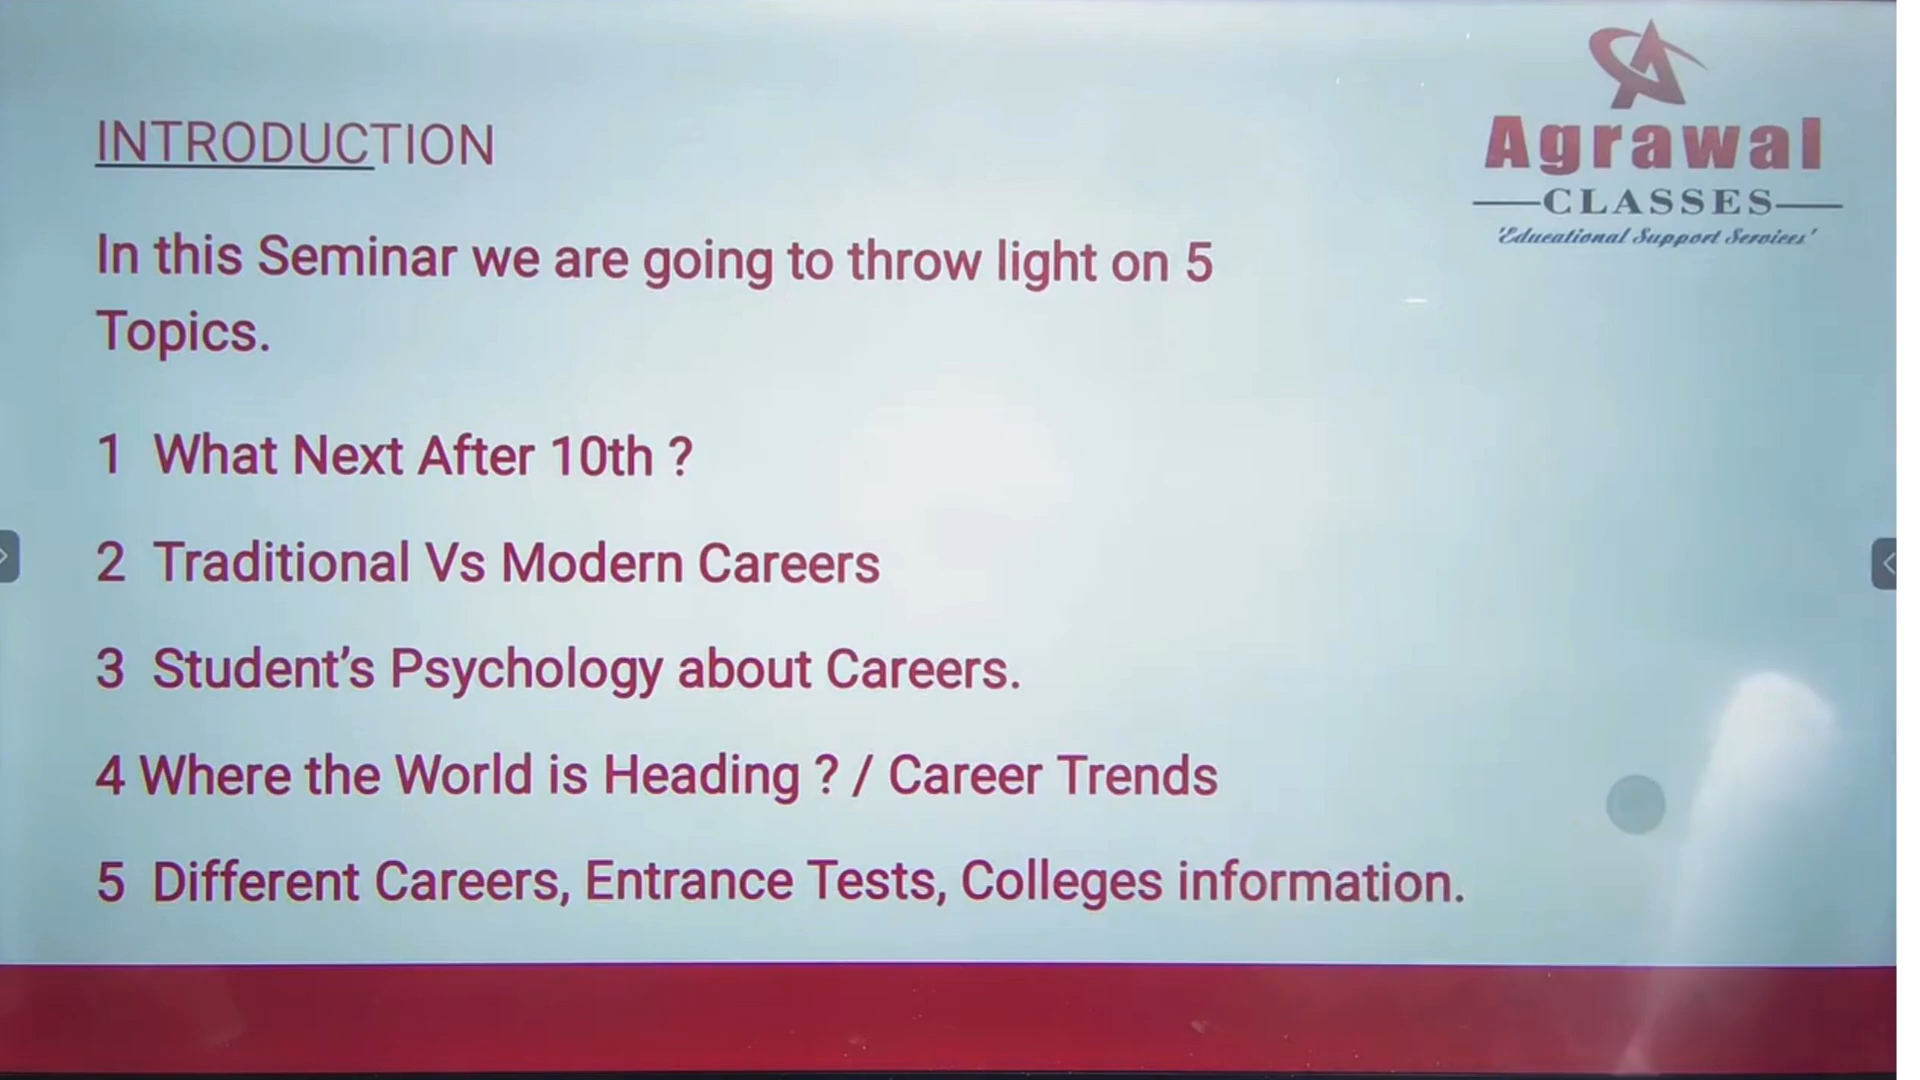 Agrawal
CLASSES
'Educational Support Services'
INTRODUCTION
In this Seminar we are going to throw light on 5
Topics.
1 What Next After 10th ?
2 Traditional Vs Modern Careers
3 Student’s Psychology about Careers.
4 Where the World is Heading ? / Career Trends
5 Different Careers, Entrance Tests, Colleges information.